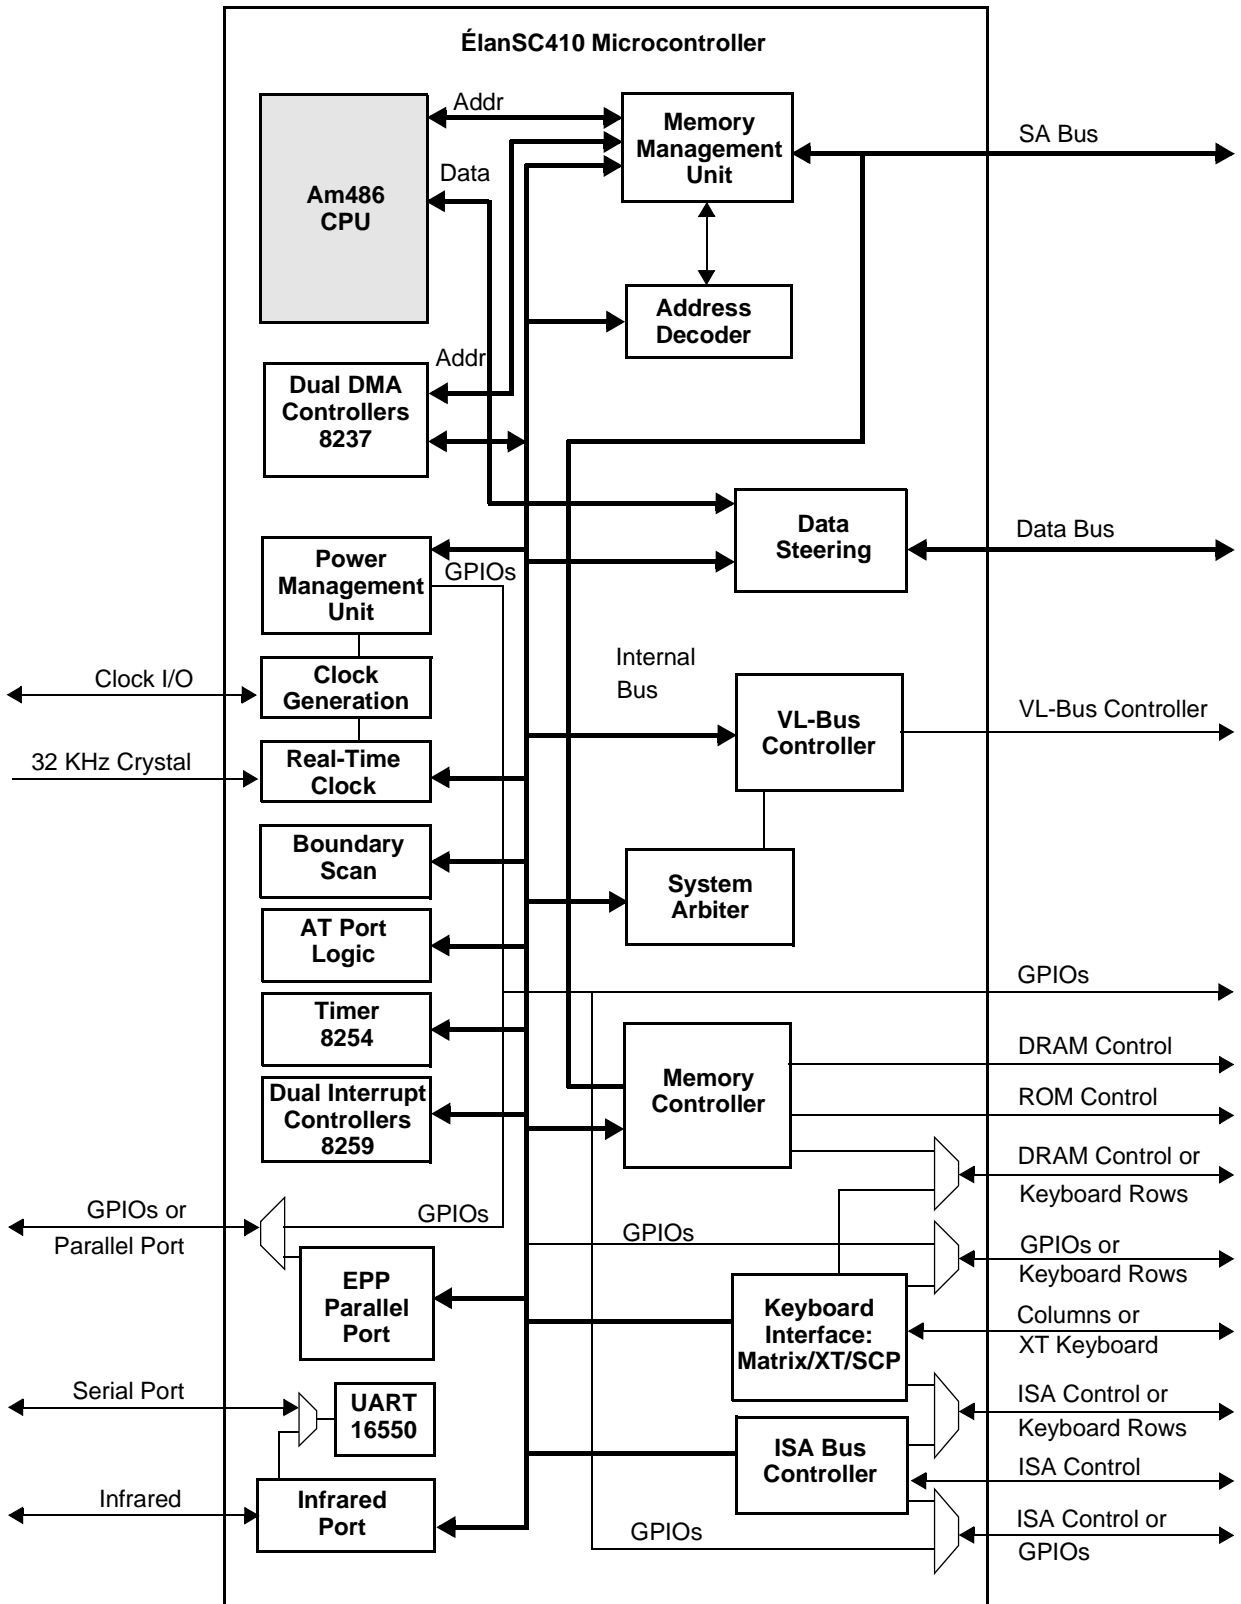 ÉlanSC410 Microcontroller
Addr
Memory
Management
Unit
SA Bus
Data
Am486
CPU
Address
Decoder
Addr
Dual DMA
Controllers
8237
Data
Steering
Data Bus
Power
Management
Unit
GPIOs
Internal
Bus
Clock I/O
Clock
Generation
VL-Bus
Controller
VL-Bus Controller
32 KHz Crystal
Real-Time
Clock
Boundary
Scan
System
Arbiter
AT Port
Logic
GPIOs
Timer
8254
DRAM Control
Memory
Controller
ROM Control
Dual Interrupt
Controllers
8259
DRAM Control or
Keyboard Rows
GPIOs or
Parallel Port
GPIOs
GPIOs
GPIOs or
Keyboard Rows
EPP
Parallel
Port
Keyboard
Interface:
Matrix/XT/SCP
Columns or
XT Keyboard
Serial Port
UART
16550
ISA Control or
Keyboard Rows
ISA Bus
Controller
ISA Control
Infrared
Infrared
Port
GPIOs
ISA Control or
GPIOs